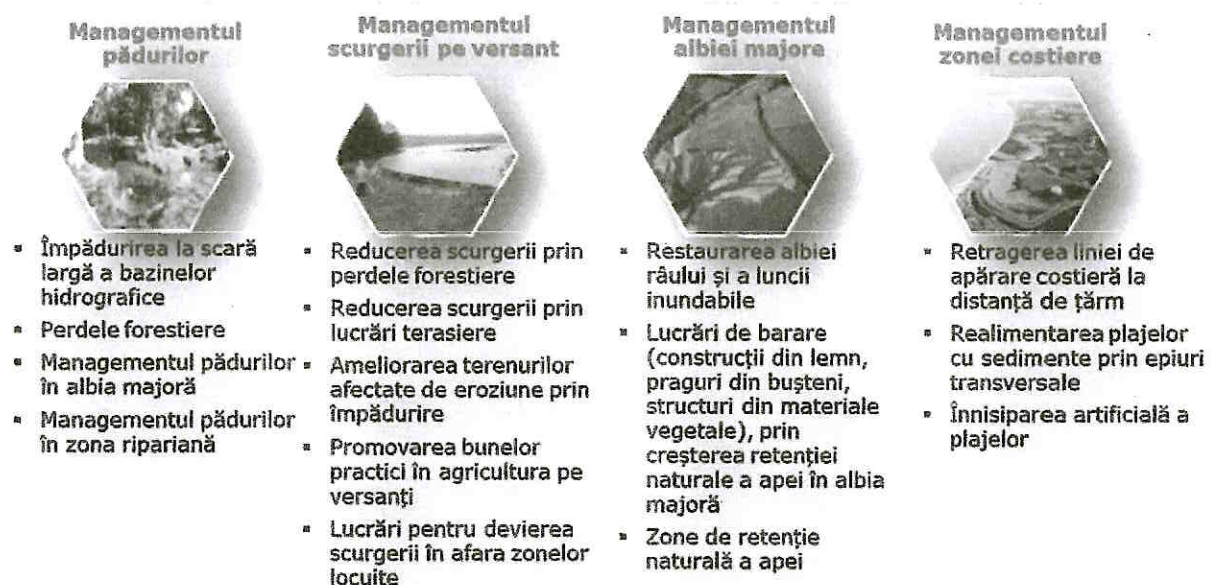 Managementul
pădurilor
Împădurirea la scară
largă a bazinelor
hidrografice
Perdele forestiere
Managementul pădurilor
în albia majoră
Managementul pădurilor
în zona ripariană
Managementul
scurgerii pe versant
Reducerea scurgerii prin
perdele forestiere
Reducerea scurgerii prin
lucrări terasiere
Ameliorarea terenurilor
afectate de eroziune prin
împădurire
Promovarea bunelor
practici în agricultura pe
versanți
Lucrări pentru devierea
scurgerii în afara zonelor
locuite
Managementul
albiei majore
Restaurarea albiei
râului și a luncii
inundabile
Lucrări de barare
(construcții din lemn,
praguri din bușteni,
structuri din materiale
vegetale), prin
creșterea retenției
naturale a apei în albia
majoră
Zone de retenție
naturală a apei
Managementul
zonei costiere
Retragerea liniei de
apărare costieră la
distanță de țărm
Realimentarea plajelor
cu sedimente prin epiuri
transversale
Înnisiparea artificială a
plajelor